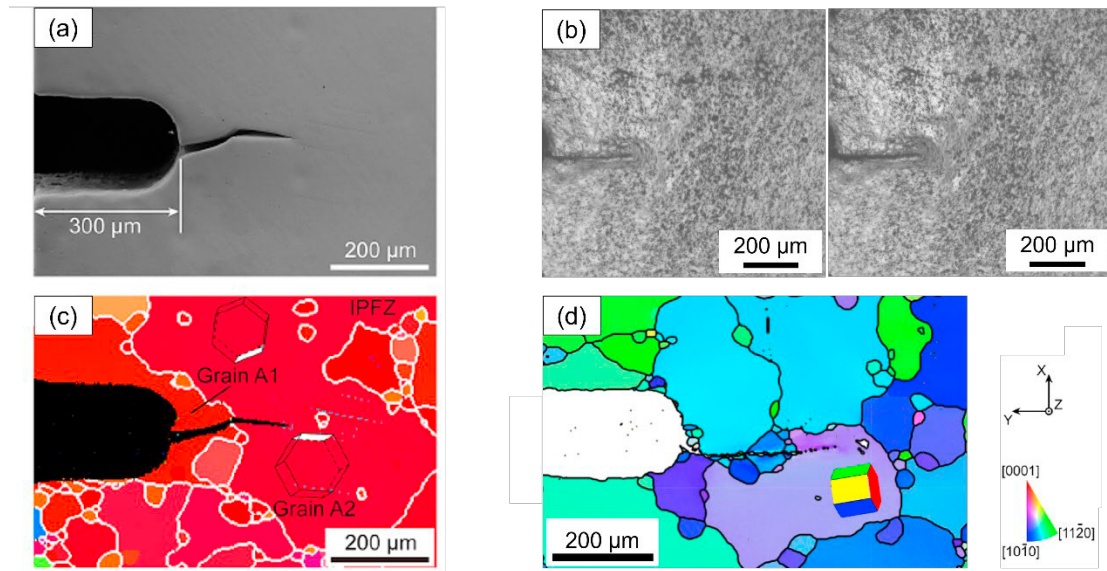 (a)
300 µm
200 µm
(b)
200 µm
200 µm
(c)
IPFZ
Grain A1
Grain A2
200 µm
(d)
200 µm
X
Y
Z
[0001]
[112̅0]
[101̅0]